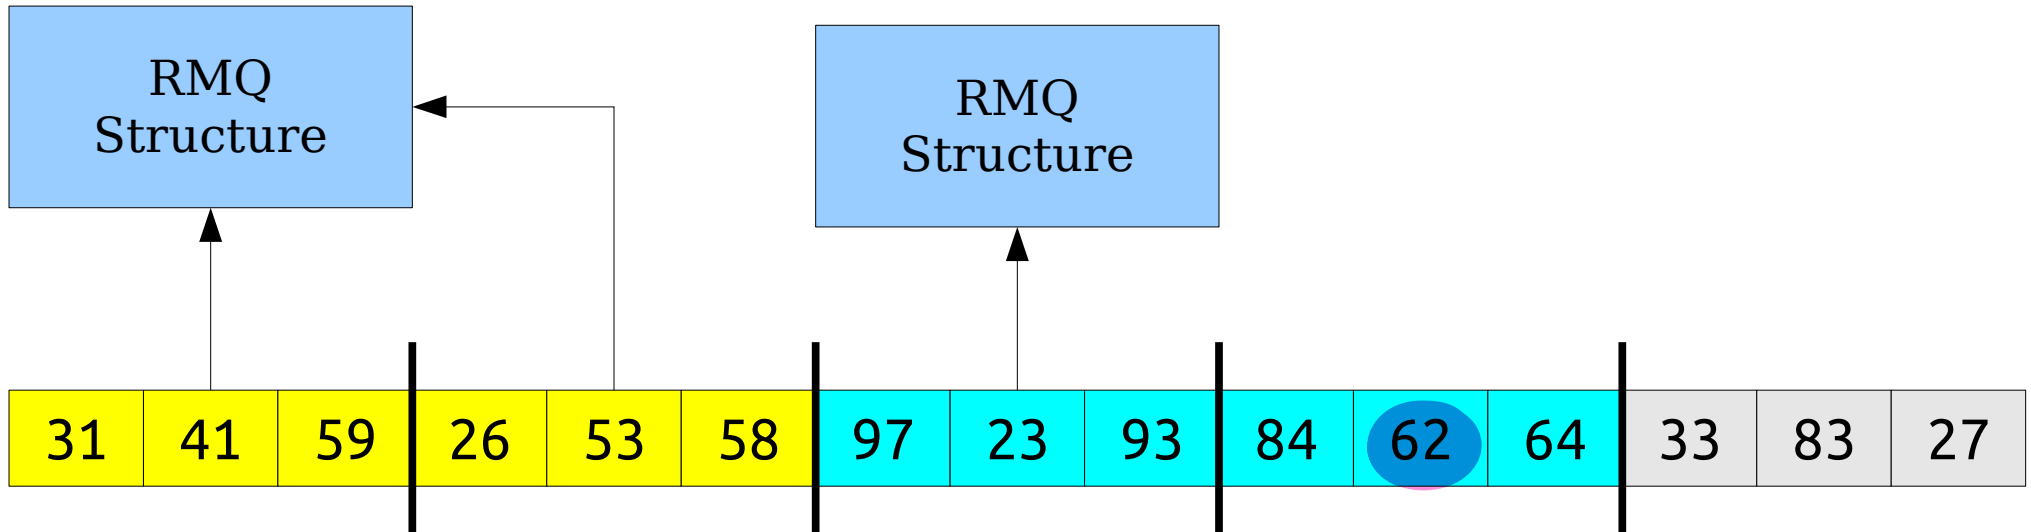 RMQ
Structure
RMQ
Structure
31 41 59 26 53 58 97 23 93 84 62 64 33 83 27